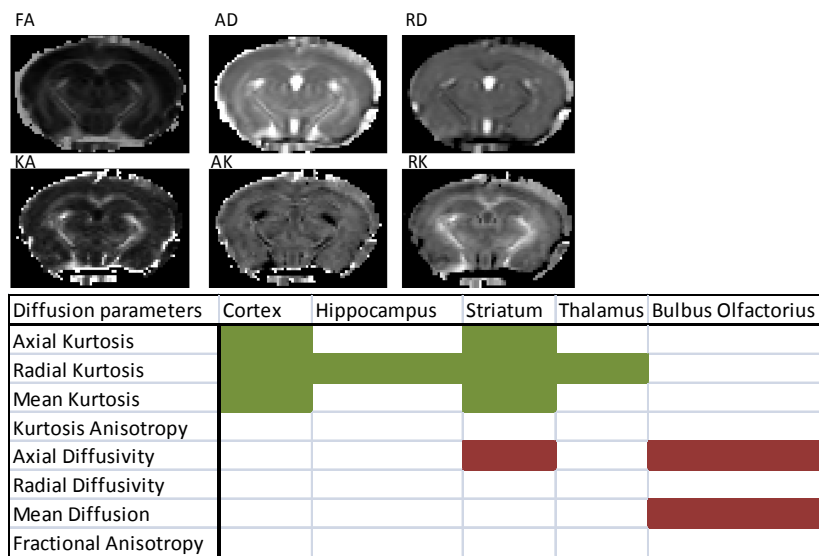 FA AD RD
KA AK RK
Diffusion parameters Cortex Hippocampus Striatum Thalamus Bulbus Olfactorius
Axial Kurtosis
Radial Kurtosis
Mean Kurtosis
Kurtosis Anisotropy
Axial Diffusivity
Radial Diffusivity
Mean Diffusion
Fractional Anisotropy